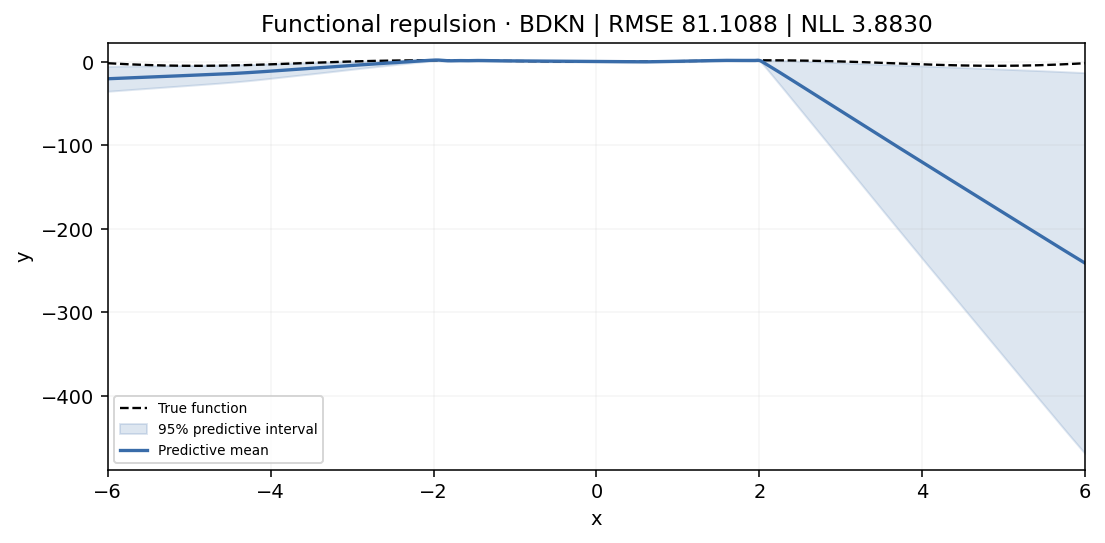 Functional repulsion · BDKN | RMSE 81.1088 | NLL 3.8830
0
−100
−200
−300
−400
y
True function
95% predictive interval
Predictive mean
−6
−4
−2
0
2
4
6
x